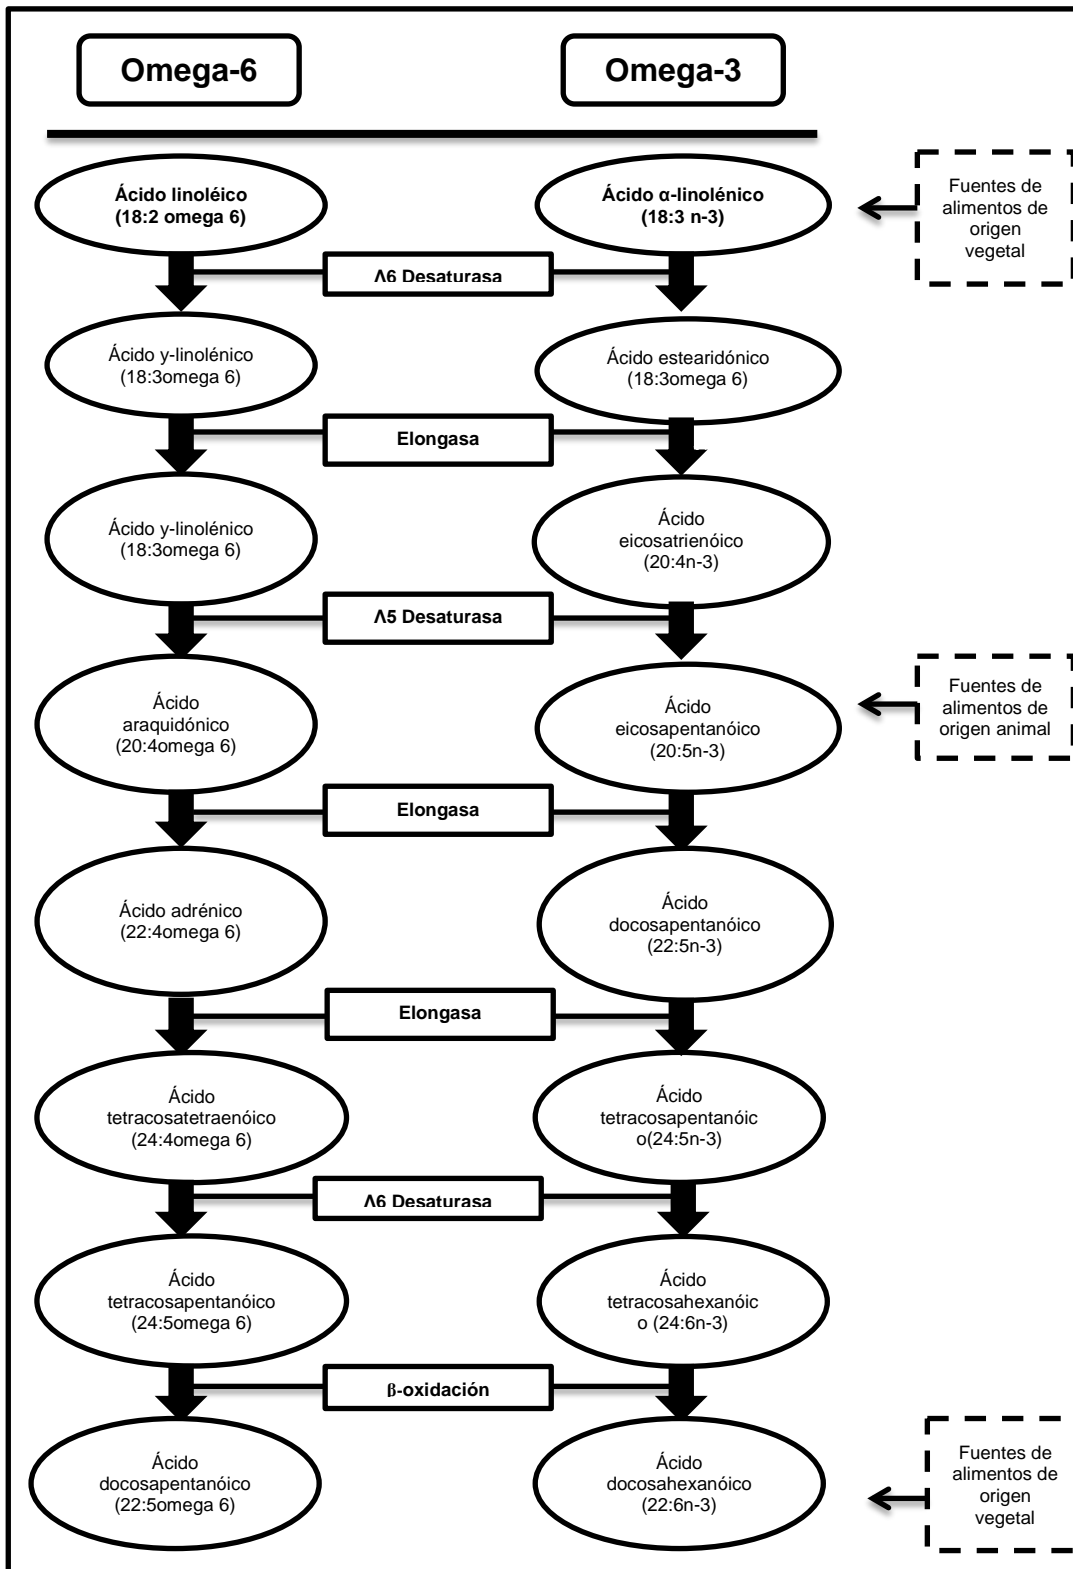 Omega-6
Omega-3
Ácido linoléico
(18:2 omega 6)
Ácido α-linolénico
(18:3 n-3)
Fuentes de
alimentos de
origen
vegetal
Λ6 Desaturasa
Ácido y-linolénico
(18:3omega 6)
Ácido estearidónico
(18:3omega 6)
Elongasa
Ácido y-linolénico
(18:3omega 6)
Ácido
eicosatrienóico
(20:4n-3)
Λ5 Desaturasa
Ácido
araquidónico
(20:4omega 6)
Ácido
eicosapentanóico
(20:5n-3)
Fuentes de
alimentos de
origen animal
Elongasa
Ácido adrénico
(22:4omega 6)
Ácido
docosapentanóico
(22:5n-3)
Elongasa
Ácido
tetracosatetraenóico
(24:4omega 6)
Ácido
tetracosapentanóic
o(24:5n-3)
Λ6 Desaturasa
Ácido
tetracosapentanóico
(24:5omega 6)
Ácido
tetracosahexanóic
o (24:6n-3)
β-oxidación
Ácido
docosapentanóico
(22:5omega 6)
Ácido
docosahexanóico
(22:6n-3)
Fuentes de
alimentos de
origen
vegetal